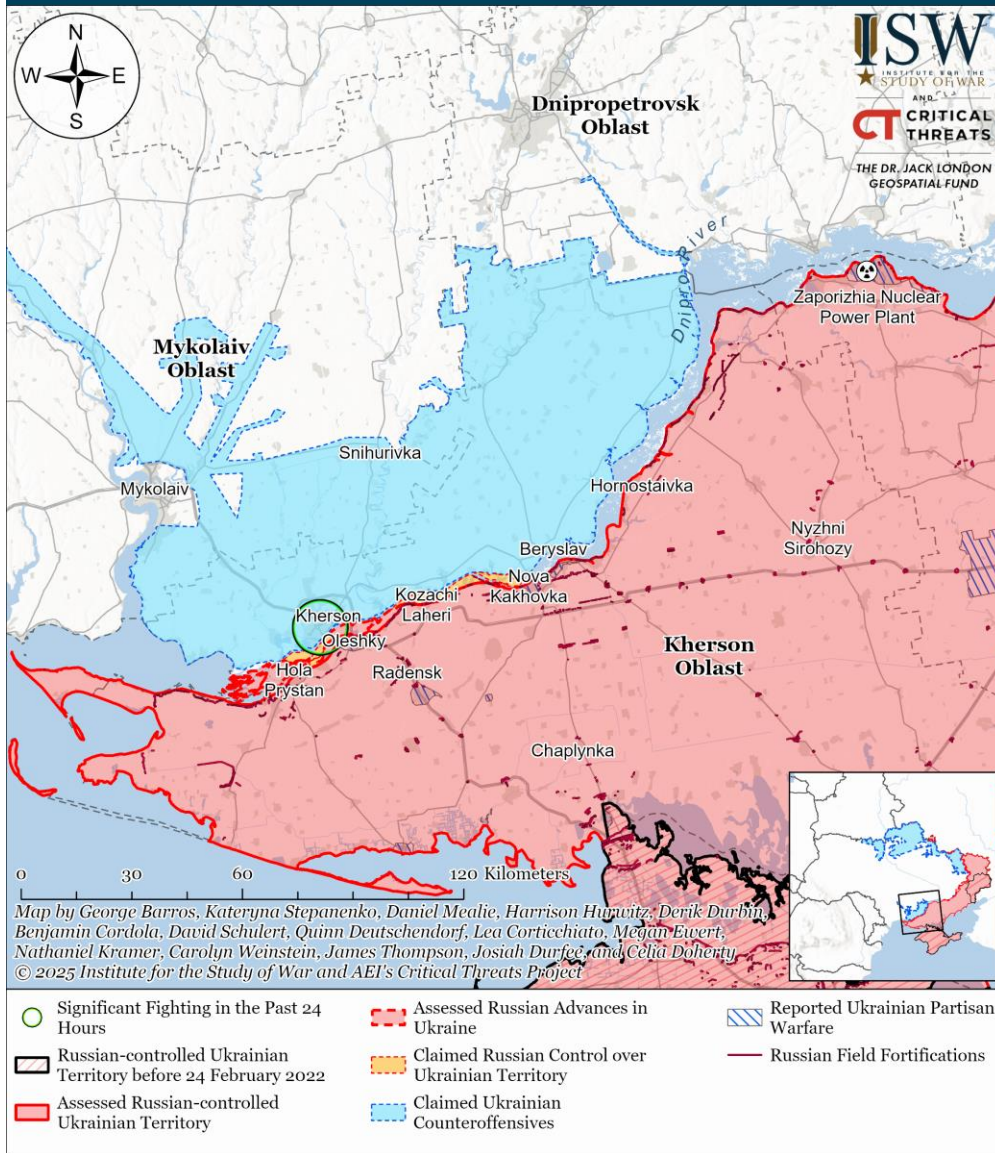 N
W E
S
ISW
INSTITUTE FOR THE
STUDY OF WAR
AND
CT CRITICAL
THREATS
THE DR. JACK LONDON
GEOSPATIAL FUND
Dnipropetrovsk
Oblast
Dnipro River
Zaporizhia Nuclear
Power Plant
Mykolaiv
Oblast
Snihurivka
Mykolaiv
Hornostaivka
Nyzhni
Sirohozy
Beryslav
Nova
Kakhovka
Kozachi
Laheri
Kherson
Oleshky
Kherson
Oblast
Hola
Prystan
Radensk
Chaplynka
0 30 60 120 Kilometers
Map by George Barros, Kateryna Stepanenko, Daniel Mealie, Harrison Hurwitz, Derik Durbin,
Benjamin Cordola, David Schulert, Quinn Deutschendorf, Lea Corticchiato, Megan Ewert,
Nathaniel Kramer, Carolyn Weinstein, James Thompson, Josiah Durfee, and Celia Doherty
© 2025 Institute for the Study of War and AEI's Critical Threats Project
Significant Fighting in the Past 24
Hours
Russian-controlled Ukrainian
Territory before 24 February 2022
Assessed Russian-controlled
Ukrainian Territory
Assessed Russian Advances in
Ukraine
Claimed Russian Control over
Ukrainian Territory
Claimed Ukrainian
Counteroffensives
Reported Ukrainian Partisan
Warfare
Russian Field Fortifications